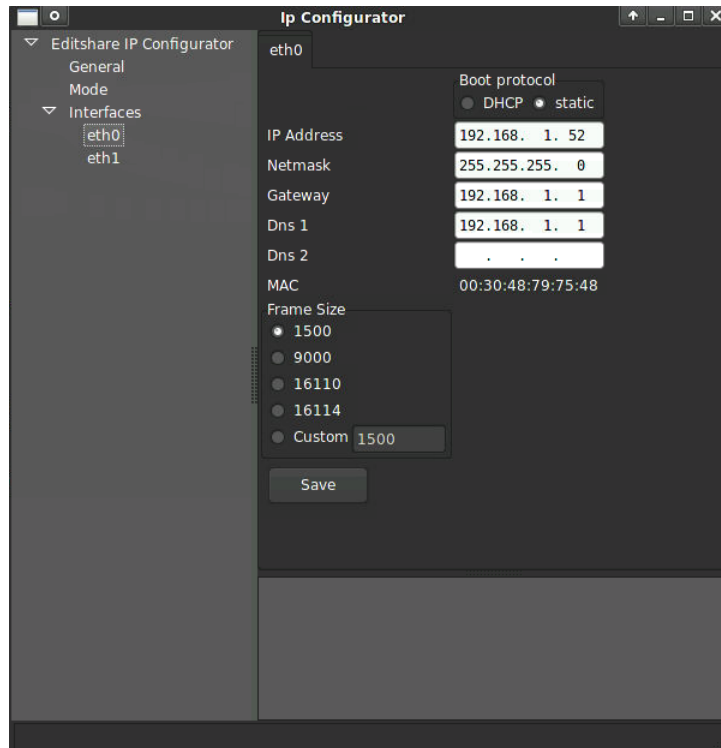 Ip Configurator
Editshare IP Configurator
General
Mode
Interfaces
eth0
eth1
eth0
Boot protocol
DHCP static
IP Address 192.168. 1. 52
Netmask 255.255.255. 0
Gateway 192.168. 1. 1
Dns 1 192.168. 1. 1
Dns 2 . . .
MAC 00:30:48:79:75:48
Frame Size
1500
9000
16110
16114
Custom 1500
Save